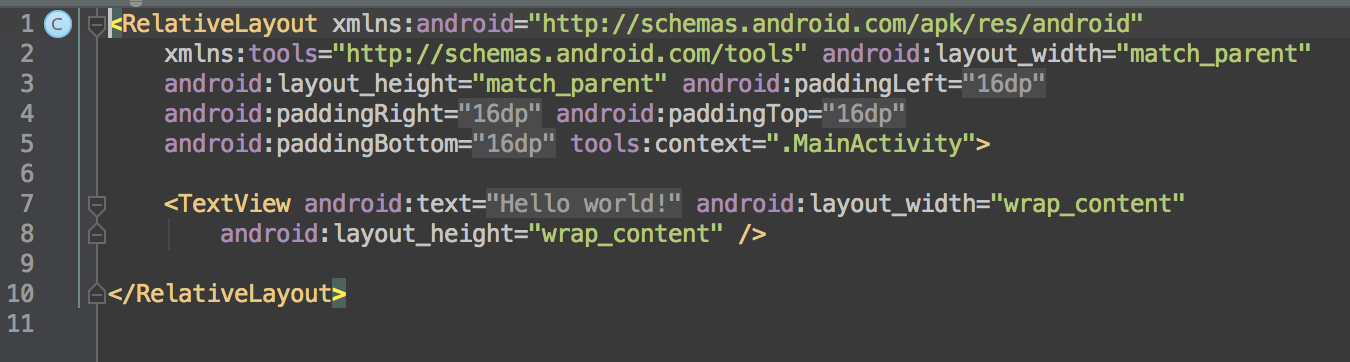 1 C <RelativeLayout xmlns:android="http://schemas.android.com/apk/res/android"
2 xmlns:tools="http://schemas.android.com/tools" android:layout_width="match_parent"
3 android:layout_height="match_parent" android:paddingLeft="16dp"
4 android:paddingRight="16dp" android:paddingTop="16dp"
5 android:paddingBottom="16dp" tools:context=".MainActivity">
6
7 <TextView android:text="Hello world!" android:layout_width="wrap_content"
8 android:layout_height="wrap_content" />
9
10 </RelativeLayout>
11